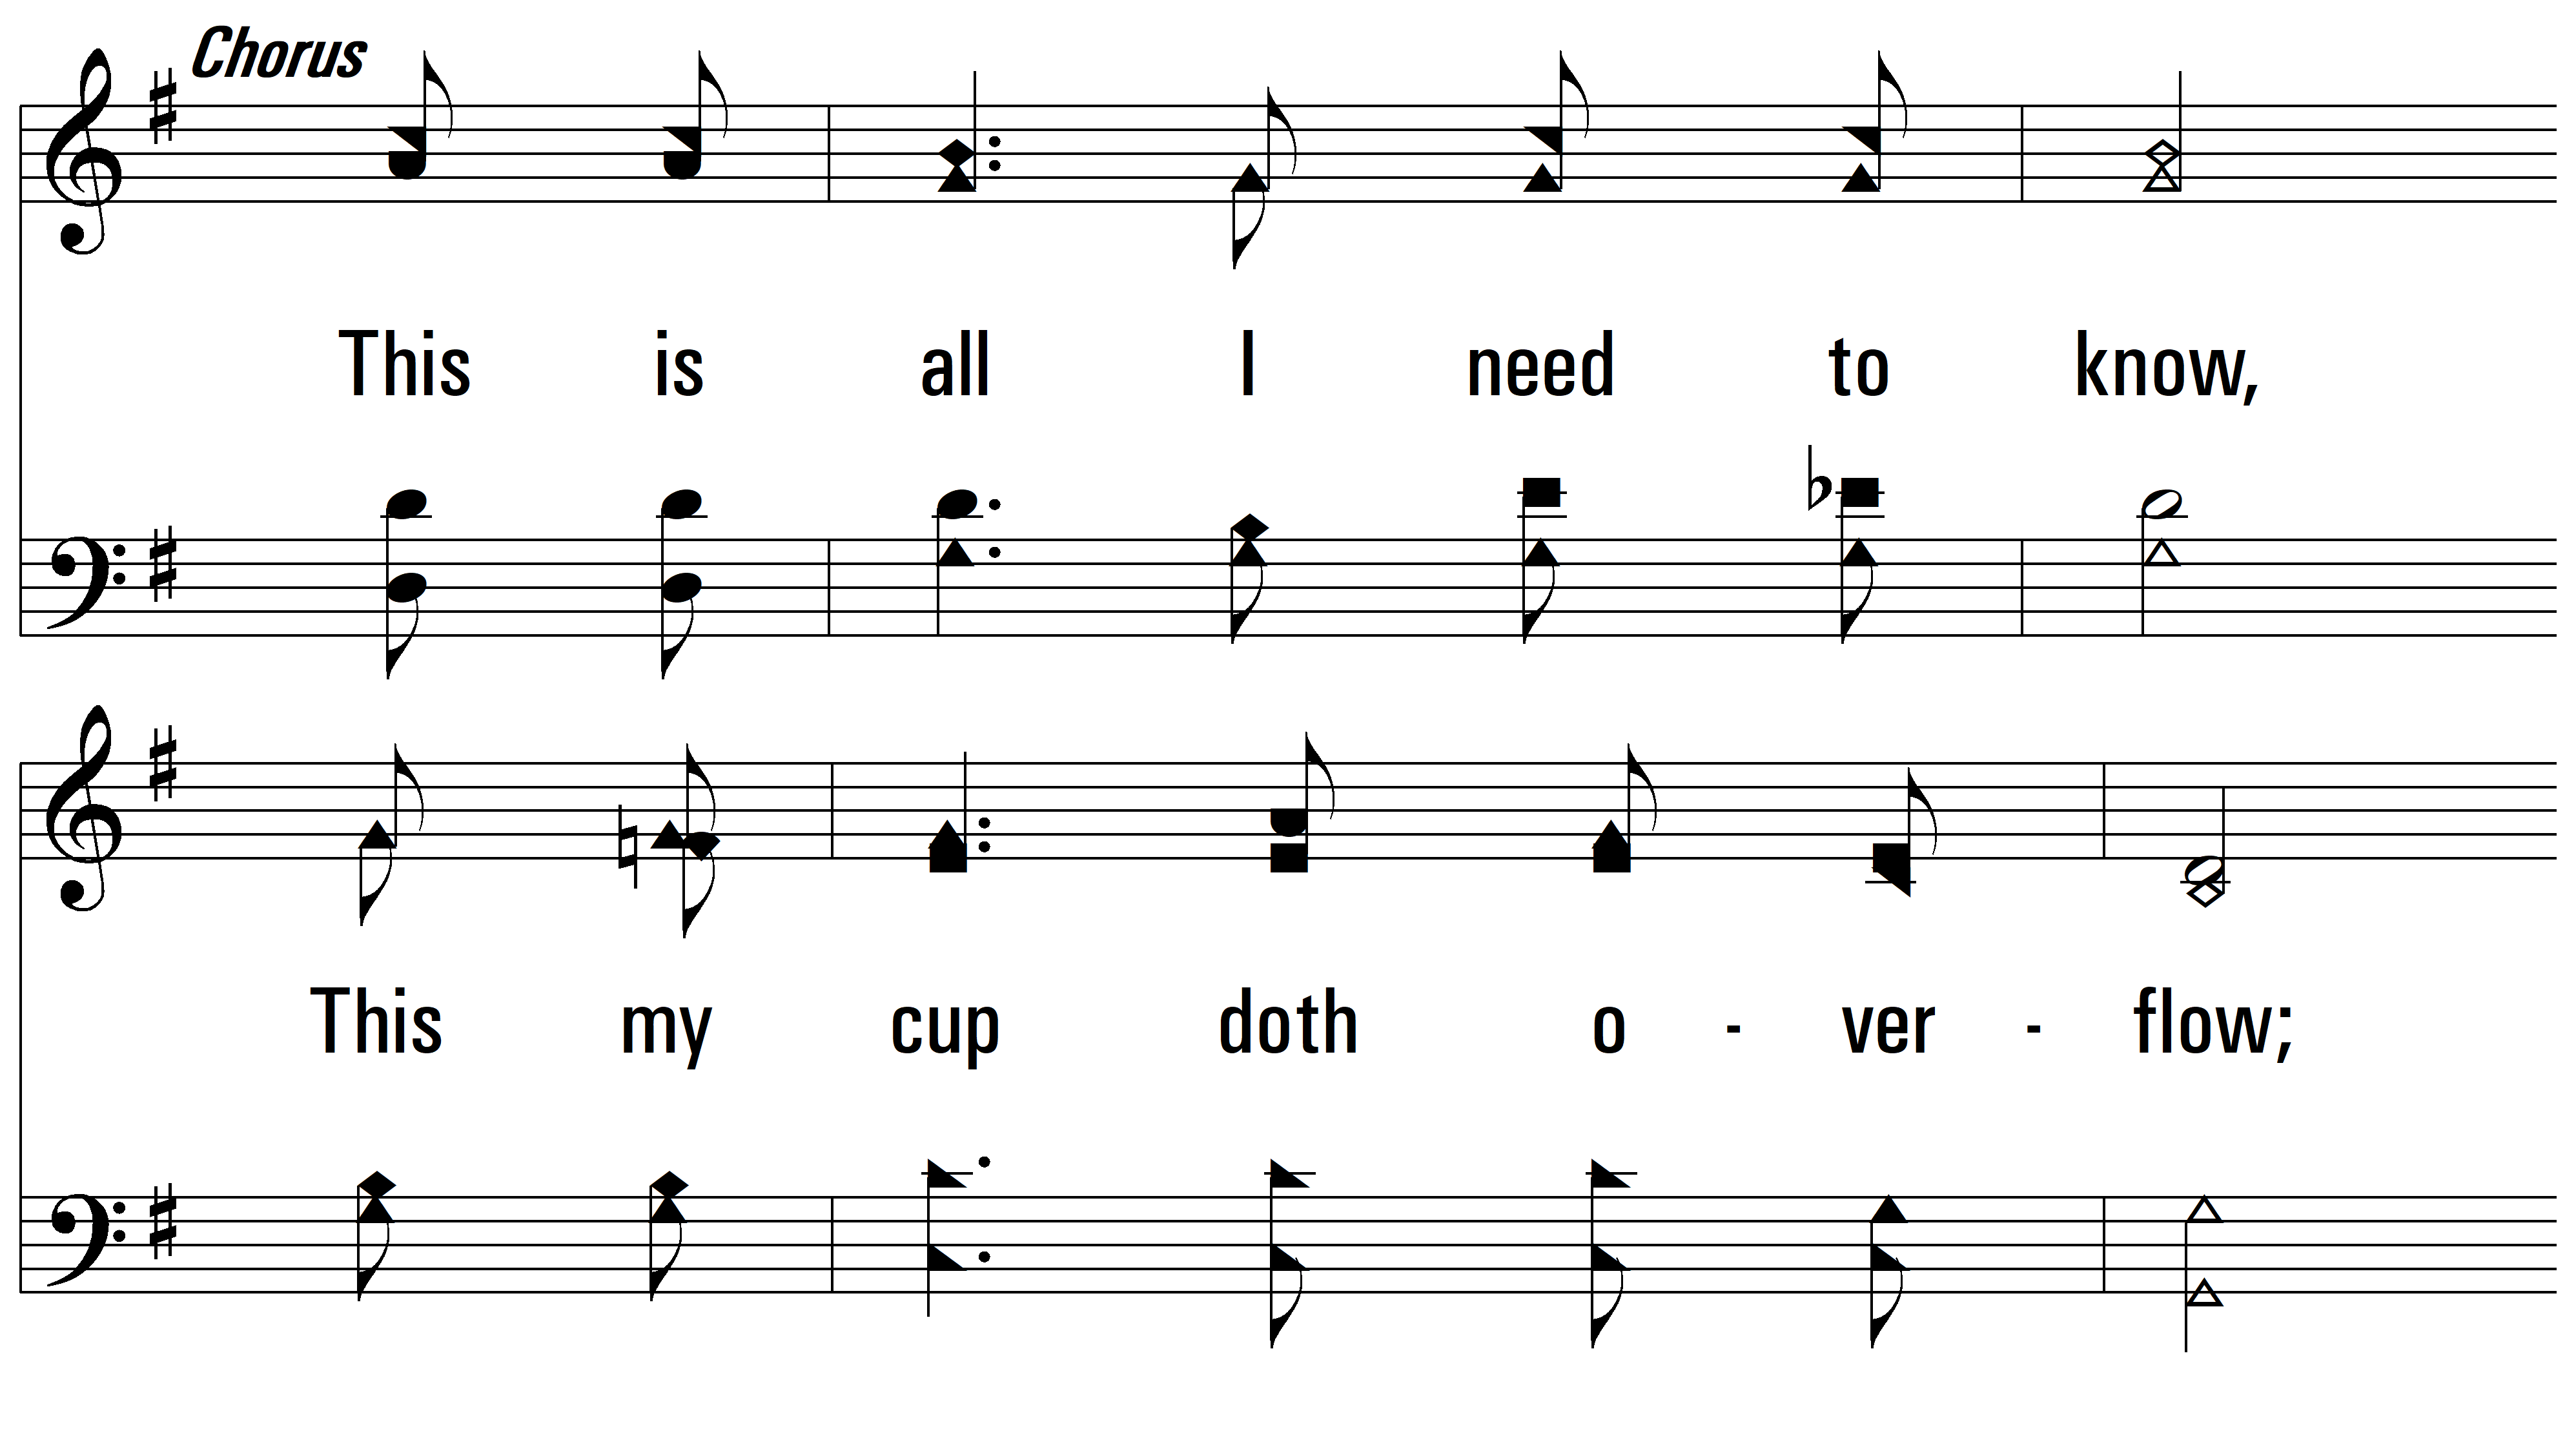 Chorus
This is all I need to know,
This my cup doth o - ver - flow;